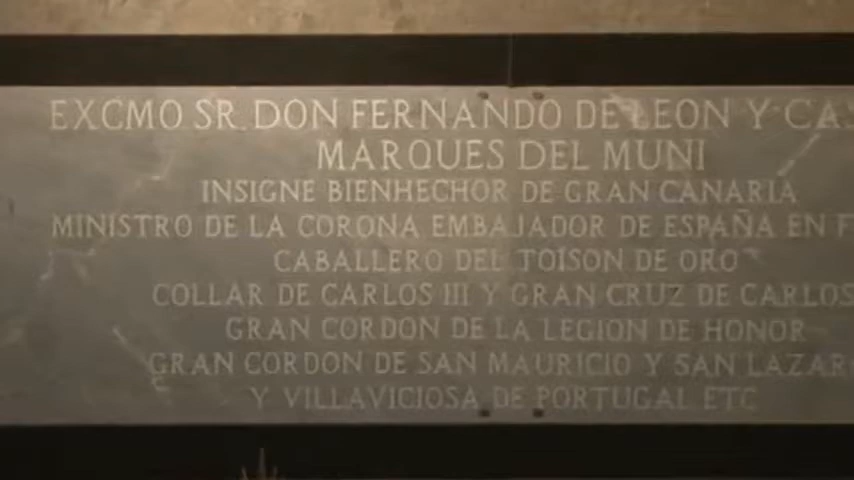 EXCMO SR. DON FERNANDO DE LEON Y
MARQUES DEL MUNI
INSIGNE BIENHECHOR DE GRAN CANARIA
MINISTRO DE LA CORONA EMBAJADOR DE ESPAÑA EN
CABALLERO DEL TOISON DE ORO
COLLAR DE CARLOS III Y GRAN CRUZ DE CARLOS
GRAN CORDON DE LA LEGION DE HONOR
GRAN CORDON DE SAN MAURICIO Y SAN
Y VILLAVICIOSA DE PORTUGAL ETC